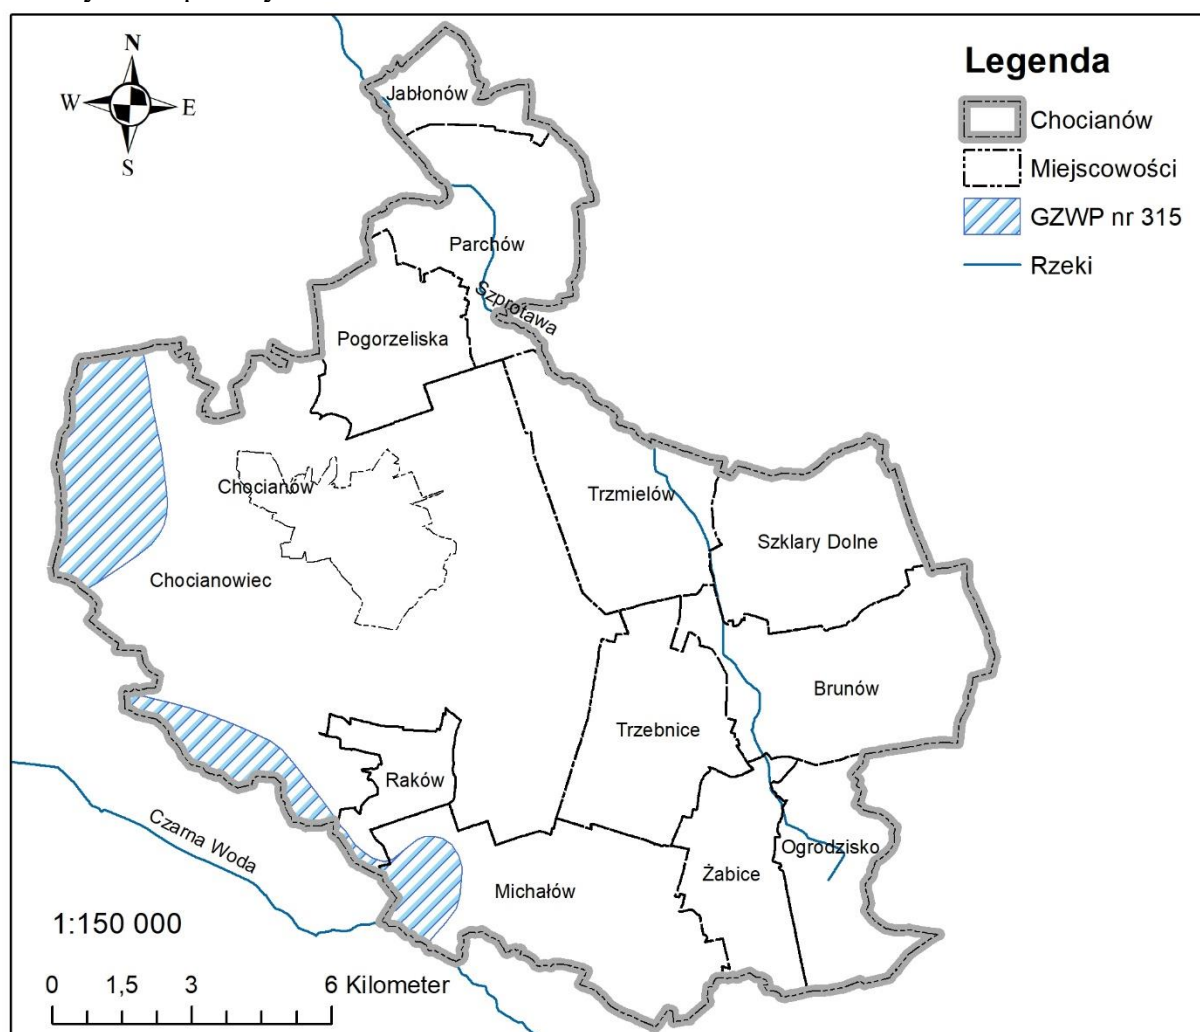 N
W
E
S
Legenda
Chocianów
Miejscowości
GZWP nr 315
Rzeki
Jabłonów
Parchów
Szprotawa
Pogorzeliska
Chocianów
Trzmielów
Szklary Dolne
Chocianowiec
Brunów
Trzebnice
Raków
Czarna Woda
Ogrodzisko
Żabice
Michałów
1:150 000
0 1,5 3 6 Kilometer